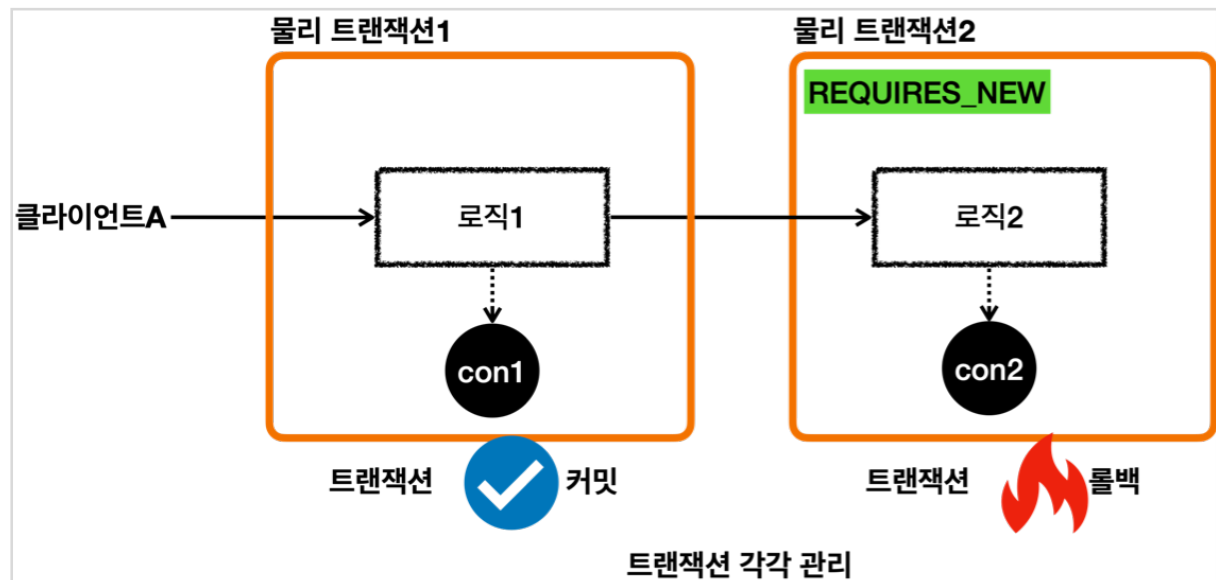 물리 트랜잭션1
물리 트랜잭션2
REQUIRES_NEW
클라이언트A
로직1
로직2
con1
con2
트랜잭션 커밋
트랜잭션 롤백
트랜잭션 각각 관리